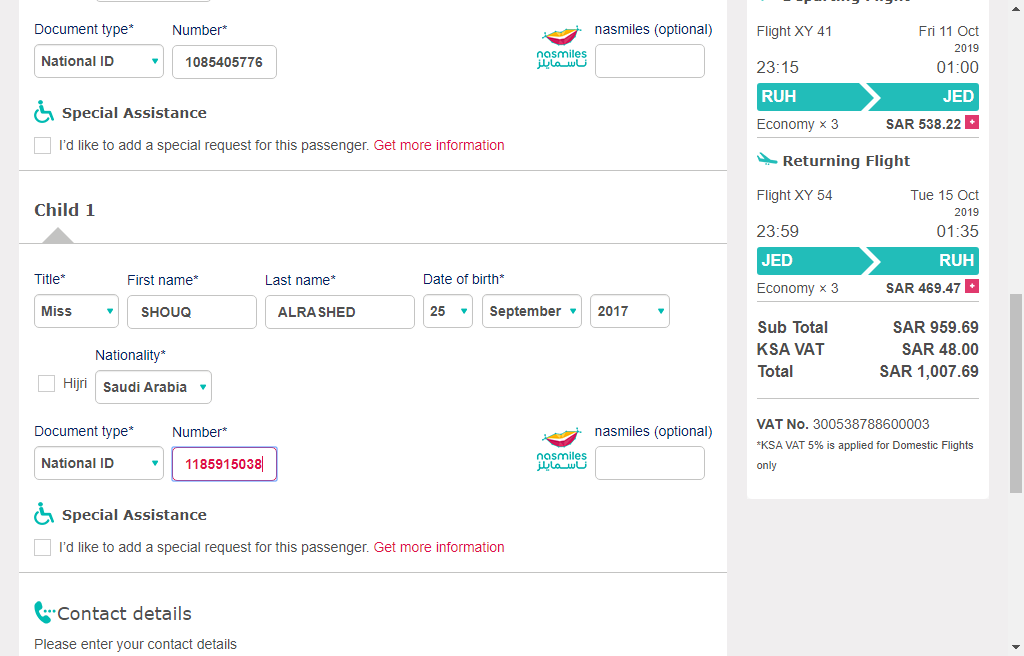 Document type*
Number*
nasmiles (optional)
National ID
1085405776
nasmiles
ناسمايلز
Special Assistance
I'd like to add a special request for this passenger. Get more information
Child 1
Title*
First name*
Last name*
Date of birth*
Miss
SHOUQ
ALRASHED
25
September
2017
Nationality*
Hijri
Saudi Arabia
Document type*
Number*
nasmiles (optional)
National ID
1185915038
nasmiles
ناسمايلز
Special Assistance
I'd like to add a special request for this passenger. Get more information
Contact details
Please enter your contact details
Flight XY 41
Fri 11 Oct
2019
23:15
01:00
RUH
JED
Economy × 3
SAR 538.22 +
Returning Flight
Flight XY 54
Tue 15 Oct
2019
23:59
01:35
JED
RUH
Economy × 3
SAR 469.47 +
Sub Total
SAR 959.69
KSA VAT
SAR 48.00
Total
SAR 1,007.69
VAT No. 300538788600003
*KSA VAT 5% is applied for Domestic Flights
only